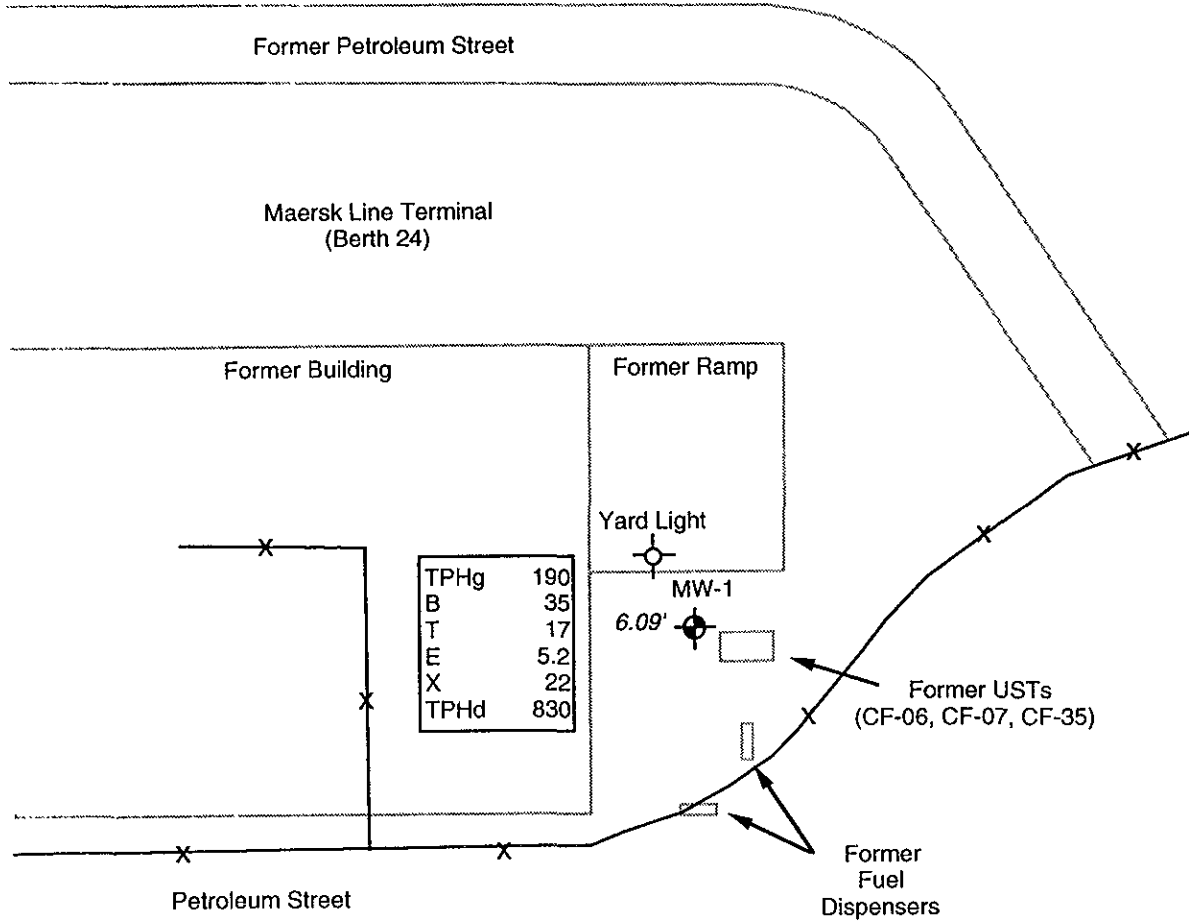 Former Petroleum Street
Maersk Line Terminal
(Berth 24)
Former Building
Former Ramp
X
X
Yard Light
X
TPHg 190
B 35
T 17
E 5.2
X 22
TPHd 830
MW-1
6.09'
X
Former USTs
(CF-06, CF-07, CF-35)
X
X
X
Former
Fuel
Dispensers
Petroleum Street